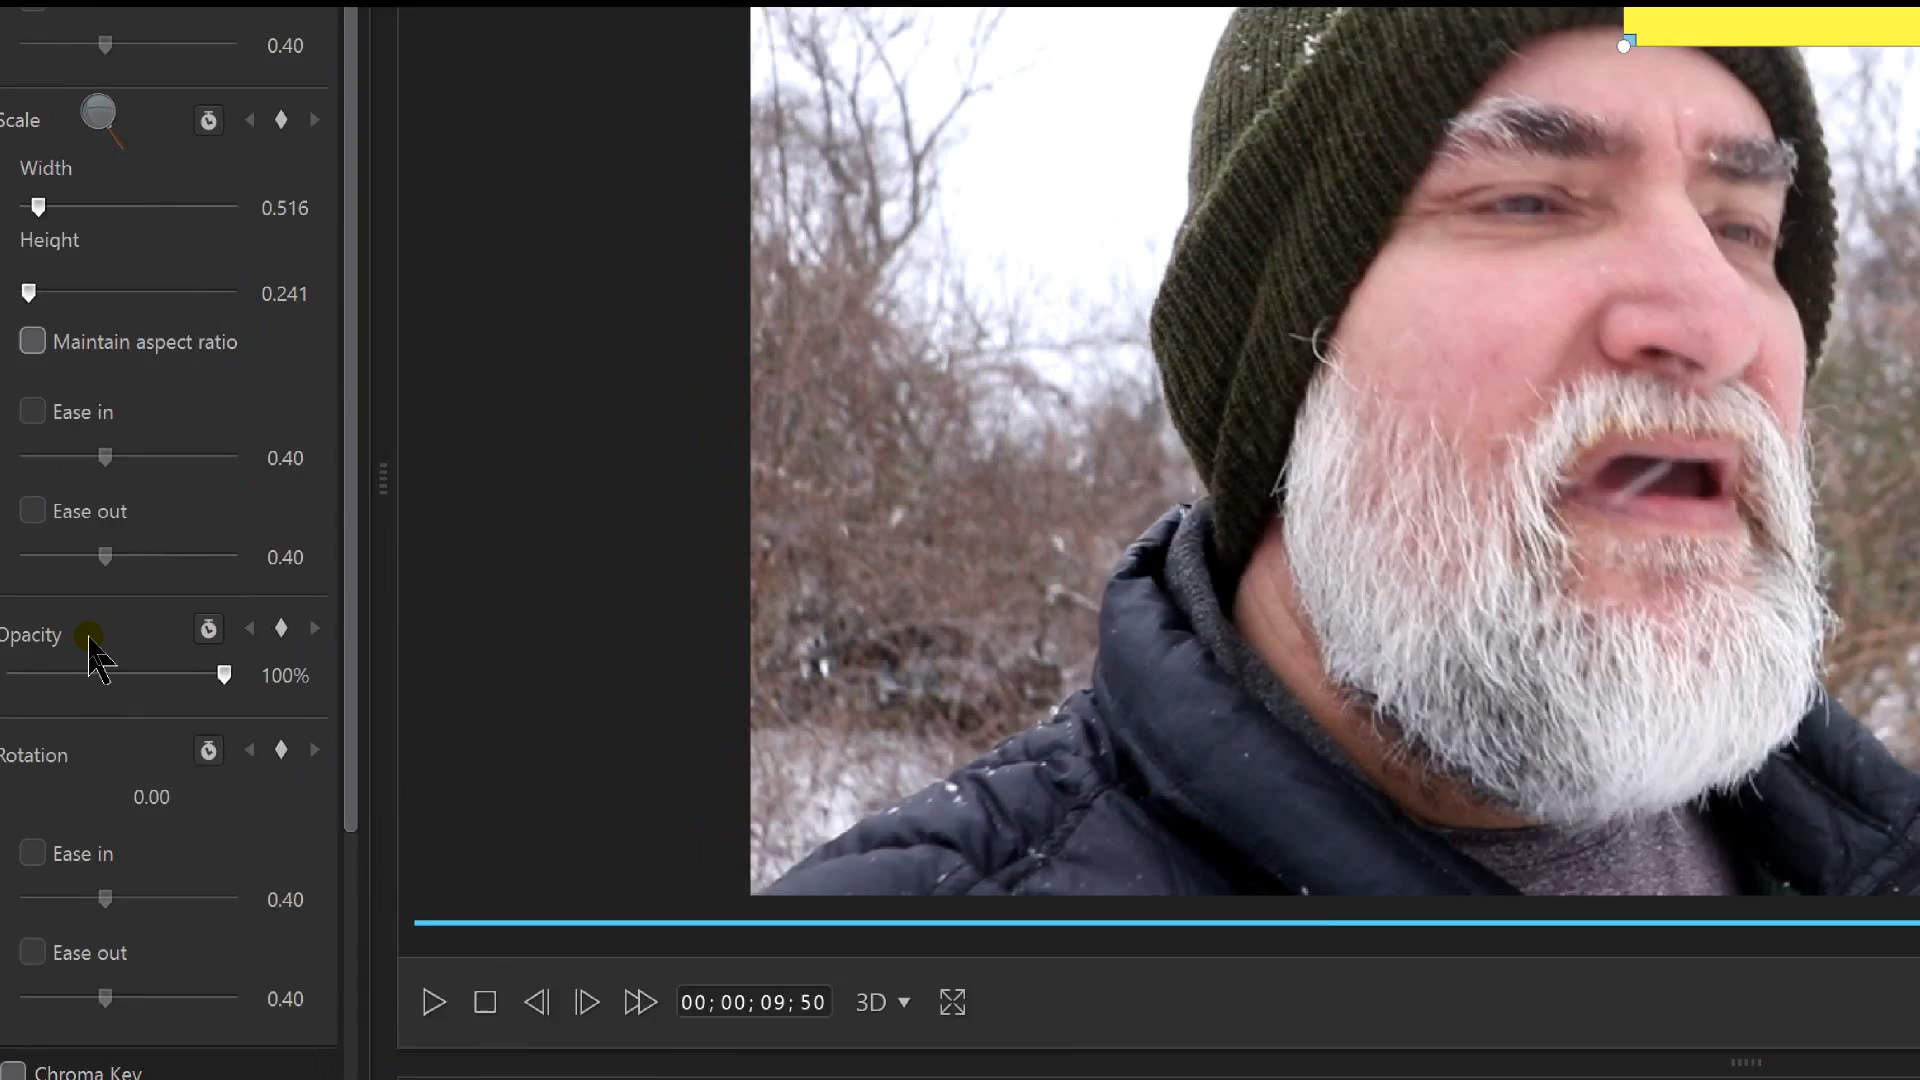 0.40
Scale
Width
0.516
Height
0.241
Maintain aspect ratio
Ease in
0.40
Ease out
0.40
Opacity
100%
Rotation
0.00
Ease in
0.40
Ease out
0.40
Chroma Key
00; 00; 09; 50
3D